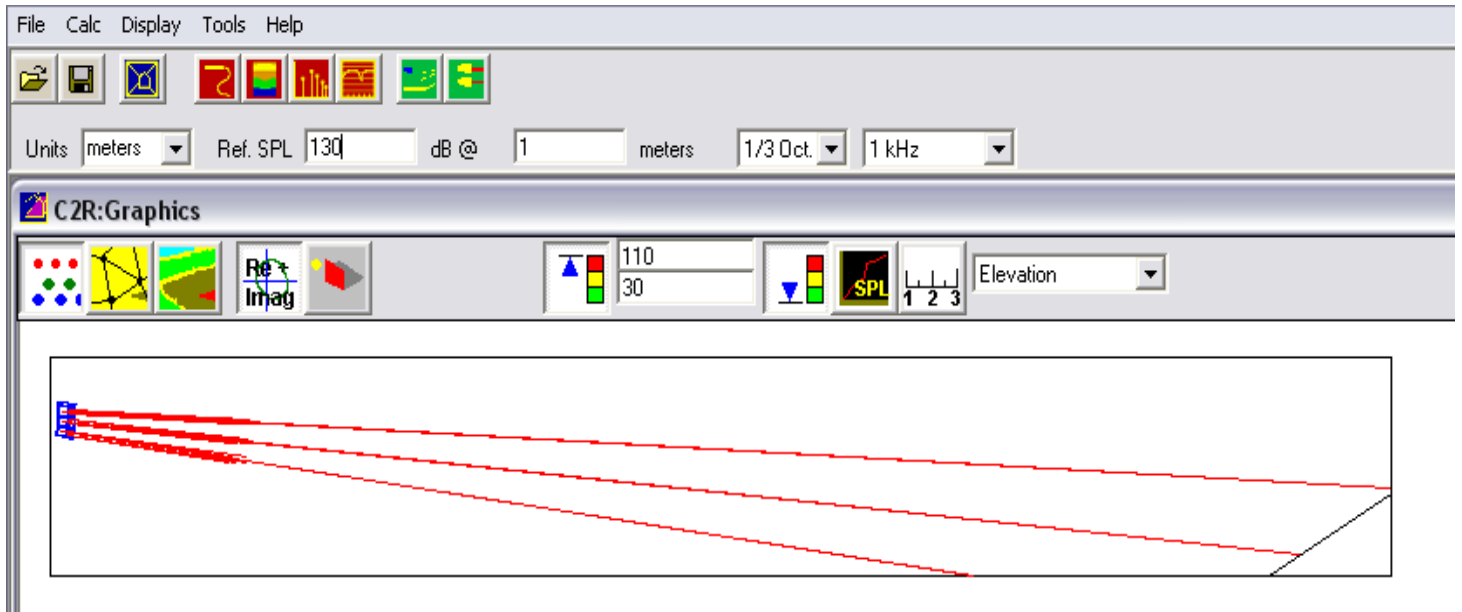 File Calc Display Tools Help
Units meters Ref. SPL 130 dB @ 1 meters 1/3 Oct. 1 kHz
C2R:Graphics
Re + Imag
110
30
SPL
1 2 3
Elevation